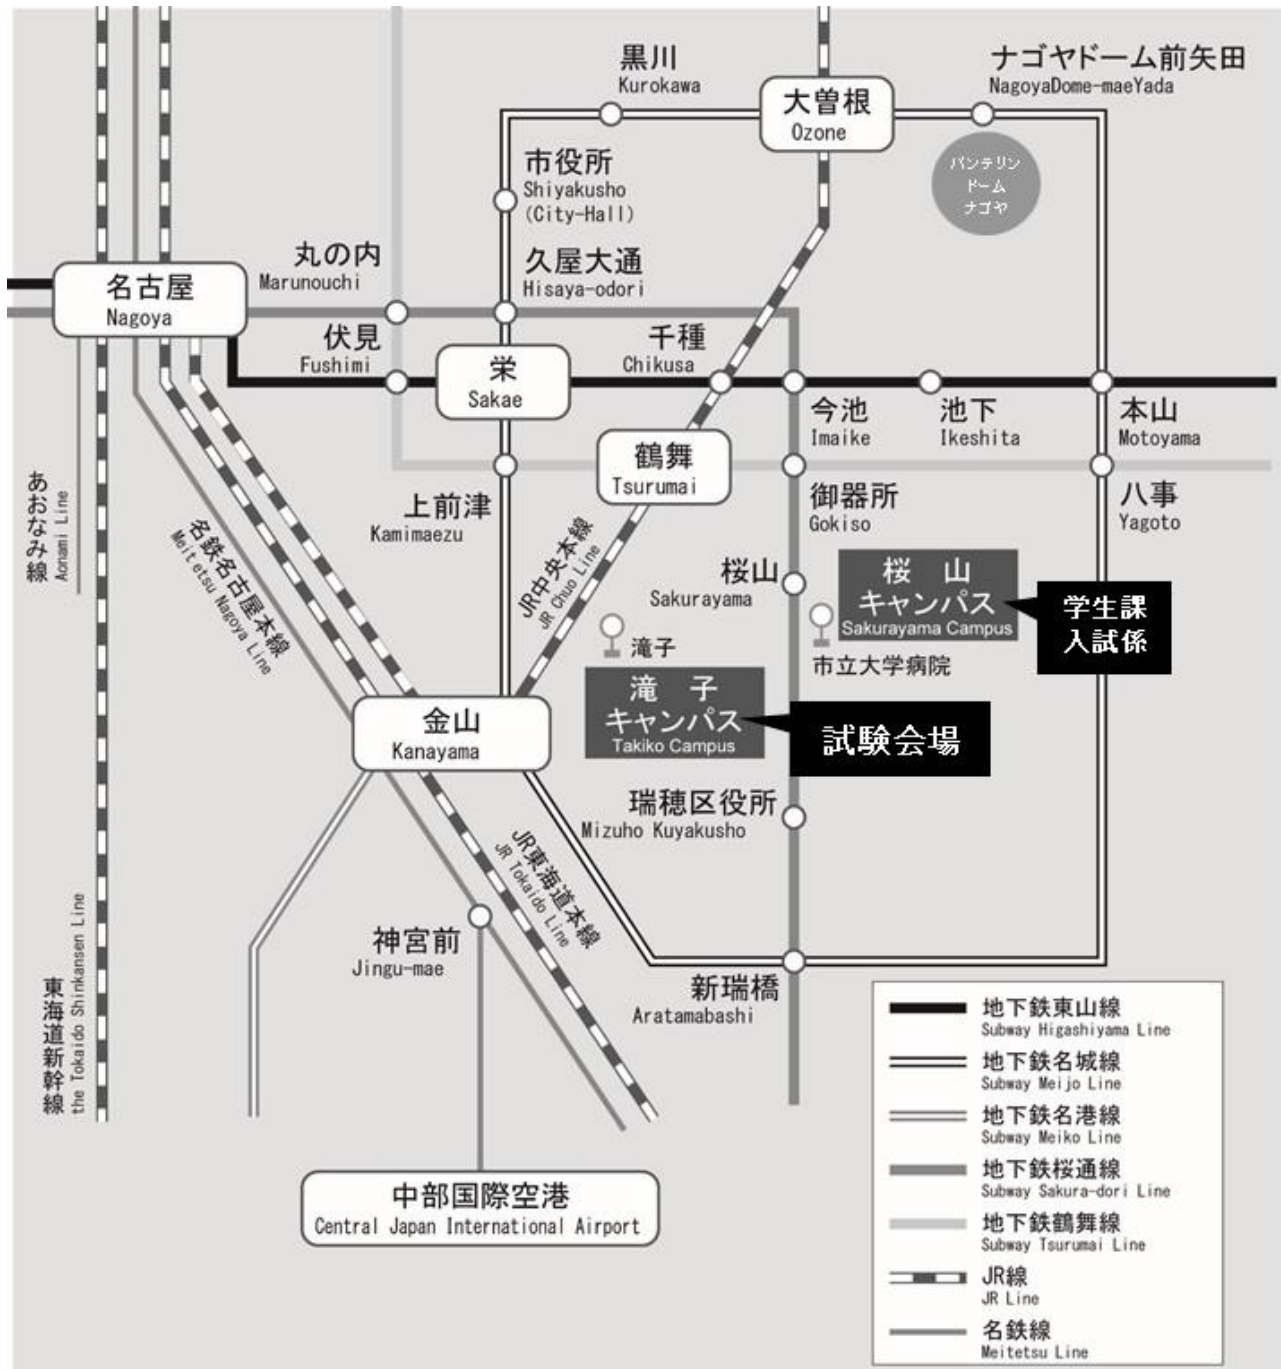 黒川
Kurokawa
大曽根
Ozone
ナゴヤドーム前矢田
NagoyaDome-maeYada
バンテリン
ドーム
ナゴヤ
市役所
Shiyakusho
(City-Hall)
丸の内
Marunouchi
久屋大通
Hisaya-odori
名古屋
Nagoya
伏見
Fushimi
栄
Sakae
千種
Chikusa
今池
Imaike
池下
Ikeshita
本山
Motoyama
鶴舞
Tsurumai
上前津
Kamimaezu
御器所
Gokiso
八事
Yagoto
あおなみ線
Aonami Line
名鉄名古屋本線
Meitetsu Nagoya Line
JR中央本線
JR Chuo Line
桜山
Sakurayama
桜 山
キャンパス
Sakurayama Campus
学生課
入試係
滝子
市立大学病院
滝 子
キャンパス
Takiko Campus
試験会場
金山
Kanayama
瑞穂区役所
Mizuho Kuyakusho
JR東海道本線
JR Tokaido Line
神宮前
Jingu-mae
新瑞橋
Aratamabashi
東海道新幹線
the Tokaido Shinkansen Line
中部国際空港
Central Japan International Airport
地下鉄東山線
Subway Higashiyama Line
地下鉄名城線
Subway Meijo Line
地下鉄名港線
Subway Meiko Line
地下鉄桜通線
Subway Sakura-dori Line
地下鉄鶴舞線
Subway Tsurumai Line
JR線
JR Line
名鉄線
Meitetsu Line